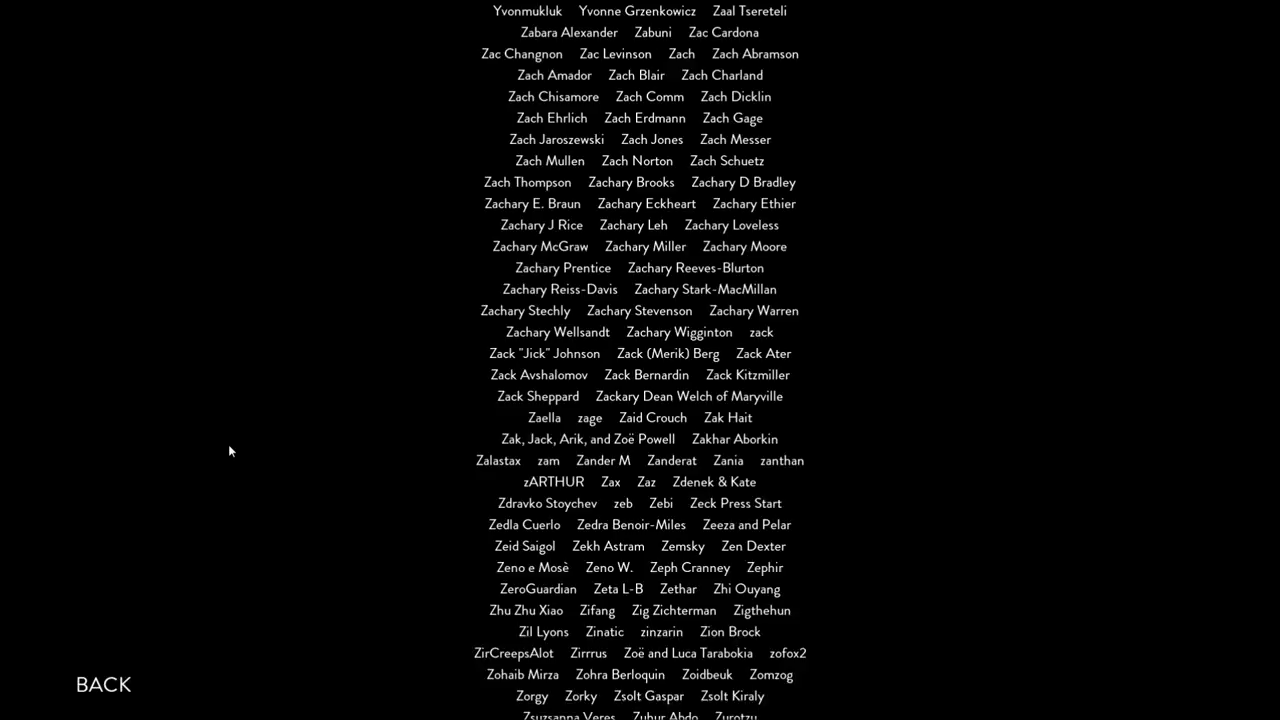 Yvonmukluk Yvonne Grzenkowicz Zaal Tsereteli
Zabara Alexander Zabuni Zac Cardona
Zac Changnon Zac Levinson Zach Zach Abramson
Zach Amador Zach Blair Zach Charland
Zach Chisamore Zach Comm Zach Dicklin
Zach Ehrlich Zach Erdmann Zach Gage
Zach Jaroszewski Zach Jones Zach Messer
Zach Mullen Zach Norton Zach Schuetz
Zach Thompson Zachary Brooks Zachary D Bradley
Zachary E. Braun Zachary Eckheart Zachary Ethier
Zachary J Rice Zachary Leh Zachary Loveless
Zachary McGraw Zachary Miller Zachary Moore
Zachary Prentice Zachary Reeves-Blurton
Zachary Reiss-Davis Zachary Stark-MacMillan
Zachary Stechly Zachary Stevenson Zachary Warren
Zachary Wellsandt Zachary Wigginton zack
Zack "Jick" Johnson Zack (Merik) Berg Zack Ater
Zack Avshalomov Zack Bernardin Zack Kitzmiller
Zack Sheppard Zackary Dean Welch of Maryville
Zaella zage Zaid Crouch Zak Hait
Zak, Jack, Arik, and Zoë Powell Zakhar Aborkin
Zalastax zam Zander M Zanderat Zania zanthan
zARTHUR Zax Zaz Zdenek & Kate
Zdravko Stoychev zeb Zebi Zeck Press Start
Zedla Cuerlo Zedra Benoir-Miles Zeeza and Pelar
Zeid Saigol Zekh Astram Zemsky Zen Dexter
Zeno e Mosè Zeno W. Zeph Cranney Zephir
ZeroGuardian Zeta L-B Zethar Zhi Ouyang
Zhu Zhu Xiao Zifang Zig Zichterman Zigthehun
Zil Lyons Zinatic zinzarin Zion Brock
ZirCreepsAlot Zirrrus Zoë and Luca Tarabokia zofox2
Zohaib Mirza Zohra Berloquin Zoidbeuk Zomzog
BACK
Zorgy Zorky Zsolt Gaspar Zsolt Kiraly
Zsuzsanna Veres Zuhur Abdo Zurotzu